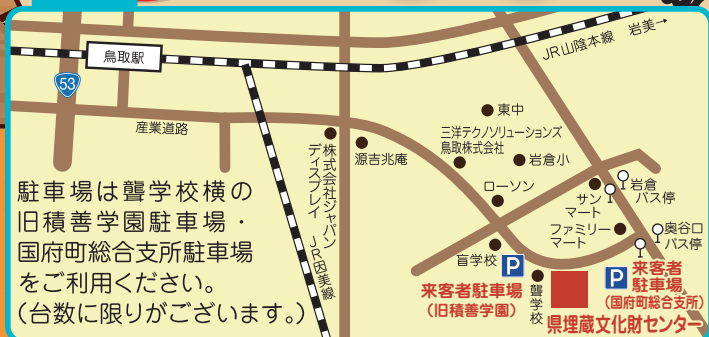 JR山陰本線
岩美→
鳥取駅
53
産業道路
東中
三洋テクノソリューションズ
鳥取株式会社
源吉兆庵
岩倉小
株式会社ジャパン
ディスプレイ
ローソン
サン
マート
岩倉
バス停
ファミリー
マート
奥谷口
バス停
盲学校
P
聾学校
JR因美線
駐車場は聾学校横の
旧積善学園駐車場・
国府町総合支所駐車場
をご利用ください。
(台数に限りがございます。)
来客者駐車場
(旧積善学園)
P
来客者
駐車場
(国府町総合支所)
県埋蔵文化財センター